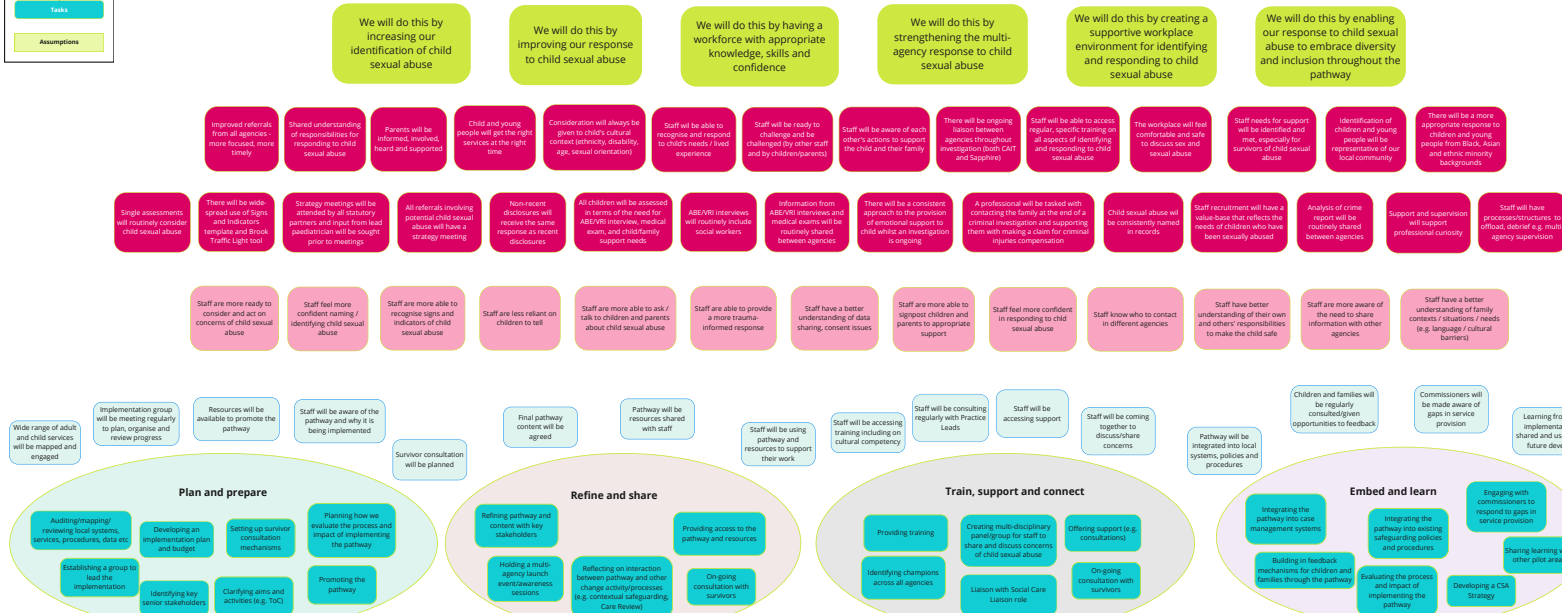 Tasks
Assumptions
We will do this by
increasing our
identification of child
sexual abuse
We will do this by
improving our response
to child sexual abuse
We will do this by having a
workforce with appropriate
knowledge, skills and
confidence
We will do this by
strengthening the multi-
agency response to child
sexual abuse
We will do this by creating a
supportive workplace
environment for identifying
and responding to child
sexual abuse
We will do this by enabling
our response to child sexual
abuse to embrace diversity
and inclusion throughout the
pathway
Improved referrals
from all agencies -
more focused, more
timely
Shared understanding
of responsibilities for
responding to child
sexual abuse
Parents will be
informed, involved,
heard and supported
Child and young
people will get the right
services at the right
time
Consideration will always be
given to child's cultural
context (ethnicity, disability,
age, sexual orientation)
Staff wil be able to
recognise and respond
to child's needs / lived
experience
Staff will be ready to
challenge and be
challenged (by other staff
and by children/parents)
Staff will be aware of each
other's actions to support
the child and their family
There will be ongoing
liaison between
agencies throughout
investigation (both CAIT
and Sapphire)
Staff will be able to access
regular, specific training on
all aspects of identifying
and responding to child
sexual abuse
The workplace will feel
comfortable and safe
to discuss sex and
sexual abuse
Staff needs for support
will be identified and
met, especially for
survivors of child sexual
abuse
Identification of
children and young
people will be
representative of our
local community
There will be a more
appropriate response to
children and young
people from Black, Asian
and ethnic minority
backgrounds
Single assessments
will routinely consider
child sexual abuse
There will be wide-
spread use of Signs
and Indicators
template and Brook
Traffic Light tool
Strategy meetings will be
attended by all statutory
partners and input from lead
paediatrician will be sought
prior to meetings
All referrals involving
potential child sexual
abuse will have a
strategy meeting
Non-recent
disclosures will
receive the same
response as recent
disclosures
All children will be assessed
in terms of the need for
ABE/VRI interview, medical
exam, and child/family
support needs
ABE/VRI interviews
will routinely include
social workers
Information from
ABE/VRI interviews and
medical exams will be
routinely shared
between agencies
There will be a consistent
approach to the
provision of emotional support to
child whilst an investigation
is ongoing
A professional will be tasked with
contacting the family at the end of a
criminal investigation and supporting
them with making a claim for criminal
injuries compensation
Child sexual abuse wil
be consistently named
in records
Staff recruitment will have a
value-base that reflects the
needs of children who have
been sexually abused
Analysis of crime
report will be
routinely shared
between agencies
Support and supervision
will support
professional curiosity
Staff will have
processes/structures to
offload, debrief e.g. multi-
agency supervision
Staff are more ready to
consider and act on
concerns of child sexual
abuse
Staff feel more
confident naming /
identifying child sexual
abuse
Staff are more able to
recognise signs and
indicators of child
sexual abuse
Staff are less reliant on
children to tell
Staff are more able to ask /
talk to children and parents
about child sexual abuse
Staff are able to provide
a more trauma-
informed response
Staff have a better
understanding of data
sharing, consent issues
Staff are more able to
signpost children and
parents to appropriate
support
Staff feel more confident
in responding to child
sexual abuse
Staff know who to contact
in different agencies
Staff have better
understanding of their own
and others' responsibilities
to make the child safe
Staff are more aware of
the need to share
information with other
agencies
Staff have a better
understanding of family
contexts / situations / needs
(e.g. language / cultural
barriers)
Wide range of adult
and child services
will be mapped and
engaged
Implementation group
will be meeting regularly
to plan, organise and
review progress
Resources will be
available to promote the
pathway
Staff will be aware of the
pathway and why it is
being implemented
Survivor consultation
will be planned
Final pathway
content will be
agreed
Pathway will be
resources shared
with staff
Staff will be using
pathway and
resources to support
their work
Staff will be accessing
training including on
cultural competency
Staff will be consulting
regularly with Practice
Leads
Staff will be
accessing support
Staff will be coming
together to
discuss/share
concerns
Pathway will be
integrated into local
systems, policies and
procedures
Children and families will
be regularly
consulted/given
opportunities to feedback
Commissioners will
be made aware of
gaps in service
provision
Learning
shared and
future
Plan and prepare
Auditing/mapping/
reviewing local systems,
services, procedures, data etc
Developing an
implementation plan
and budget
Setting up survivor
consultation
mechanisms
Planning how we
evaluate the process and
impact of implementing
the pathway
Establishing a group to
lead the
implementation
Identifying key
senior stakeholders
Clarifying aims and
activities (e.g. ToC)
Promoting the
pathway
Refine and share
Refining pathway and
content with key
stakeholders
Providing access to the
pathway and resources
Holding a multi-
agency launch
event/awareness
sessions
Reflecting on interaction
between pathway and other
change activity/processes
(e.g. contextual safeguarding,
Care Review)
On-going
consultation with
survivors
Train, support and connect
Providing training
Creating multi-disciplinary
panel/group for staff to
share and discuss concerns
of child sexual abuse
Offering support (e.g.
consultations)
Identifying champions
across all agencies
Liaison with Social Care
Liaison role
On-going
consultation with
survivors
Embed and learn
Integrating the
pathway into case
management systems
Integrating the
pathway into existing
safeguarding policies
and procedures
Engaging with
commissioners to
respond to gaps in
service provision
Building in feedback
mechanisms for children and
families through the pathway
Evaluating the process
and impact of
implementing the
pathway
Developing a CSA
Strategy
Sharing learning
other pilot